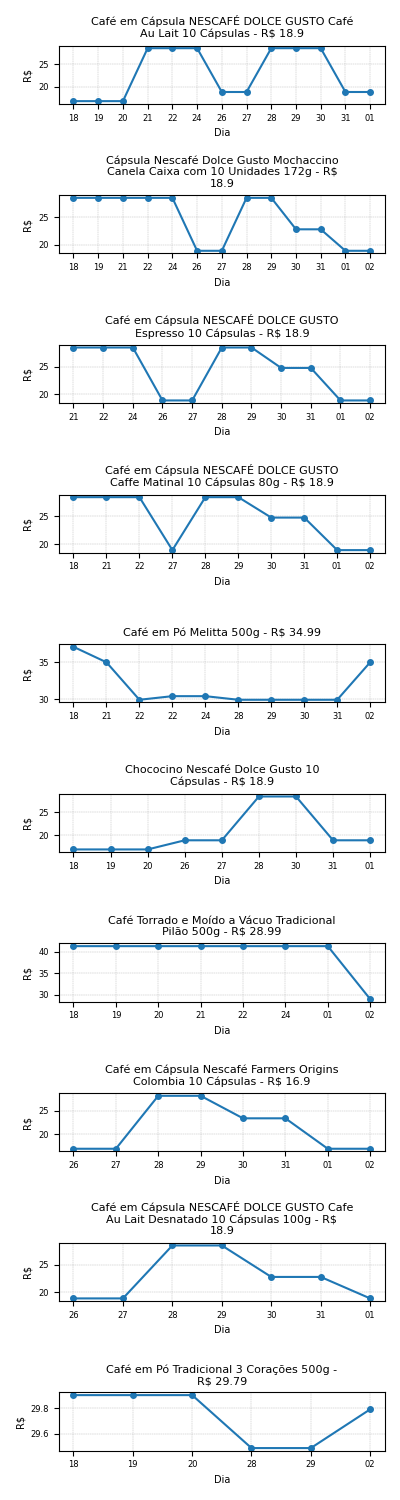 Café em Cápsula NESCAFÉ DOLCE GUSTO Café
Au Lait 10 Cápsulas - R$ 18.9
R$
25
20
18 19 20 21 22 24 26 27 28 29 30 31 01
Dia
Cápsula Nescafé Dolce Gusto Mochaccino
Canela Caixa com 10 Unidades 172g - R$
18.9
R$
25
20
18 19 20 21 22 24 26 27 28 29 30 31 01 02
Dia
Café em Cápsula NESCAFÉ DOLCE GUSTO
Espresso 10 Cápsulas - R$ 18.9
R$
25
20
21 22 24 26 27 28 29 30 31 01 02
Dia
Café em Cápsula NESCAFÉ DOLCE GUSTO
Caffe Matinal 10 Cápsulas 80g - R$ 18.9
R$
25
20
18 21 22 27 28 29 30 31 01 02
Dia
Café em Pó Melitta 500g - R$ 34.99
R$
35
30
18 21 22 22 24 28 29 30 31 02
Dia
Chococino Nescafé Dolce Gusto 10
Cápsulas - R$ 18.9
R$
25
20
18 19 20 26 27 28 30 31 01
Dia
Café Torrado e Moído a Vácuo Tradicional
Pilão 500g - R$ 28.99
R$
40
35
30
18 19 20 21 22 24 01 02
Dia
Café em Cápsula Nescafé Farmers Origins
Colombia 10 Cápsulas - R$ 16.9
R$
25
20
26 27 28 29 30 31 01 02
Dia
Café em Cápsula NESCAFÉ DOLCE GUSTO Cafe
Au Lait Desnatado 10 Cápsulas 100g - R$
18.9
R$
25
20
26 27 28 29 30 31 01
Dia
Café em Pó Tradicional 3 Corações 500g -
R$ 29.79
R$
29.8
29.6
18 19 20 28 29 02
Dia